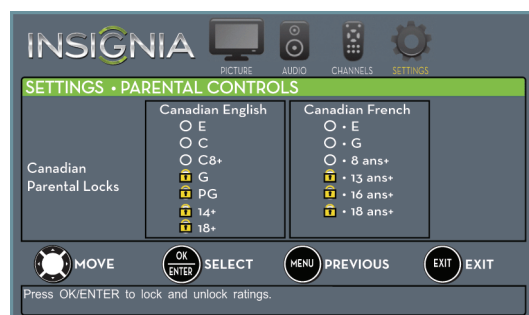 INSIGNIA
PICTURE AUDIO CHANNELS SETTINGS
SETTINGS • PARENTAL CONTROLS
Canadian Parental Locks
Canadian English
E
C
C8+
G
PG
14+
18+
Canadian French
• E
• G
• 8 ans+
• 13 ans+
• 16 ans+
• 18 ans+
MOVE
OK/ENTER SELECT
MENU PREVIOUS
EXIT EXIT
Press OK/ENTER to lock and unlock ratings.